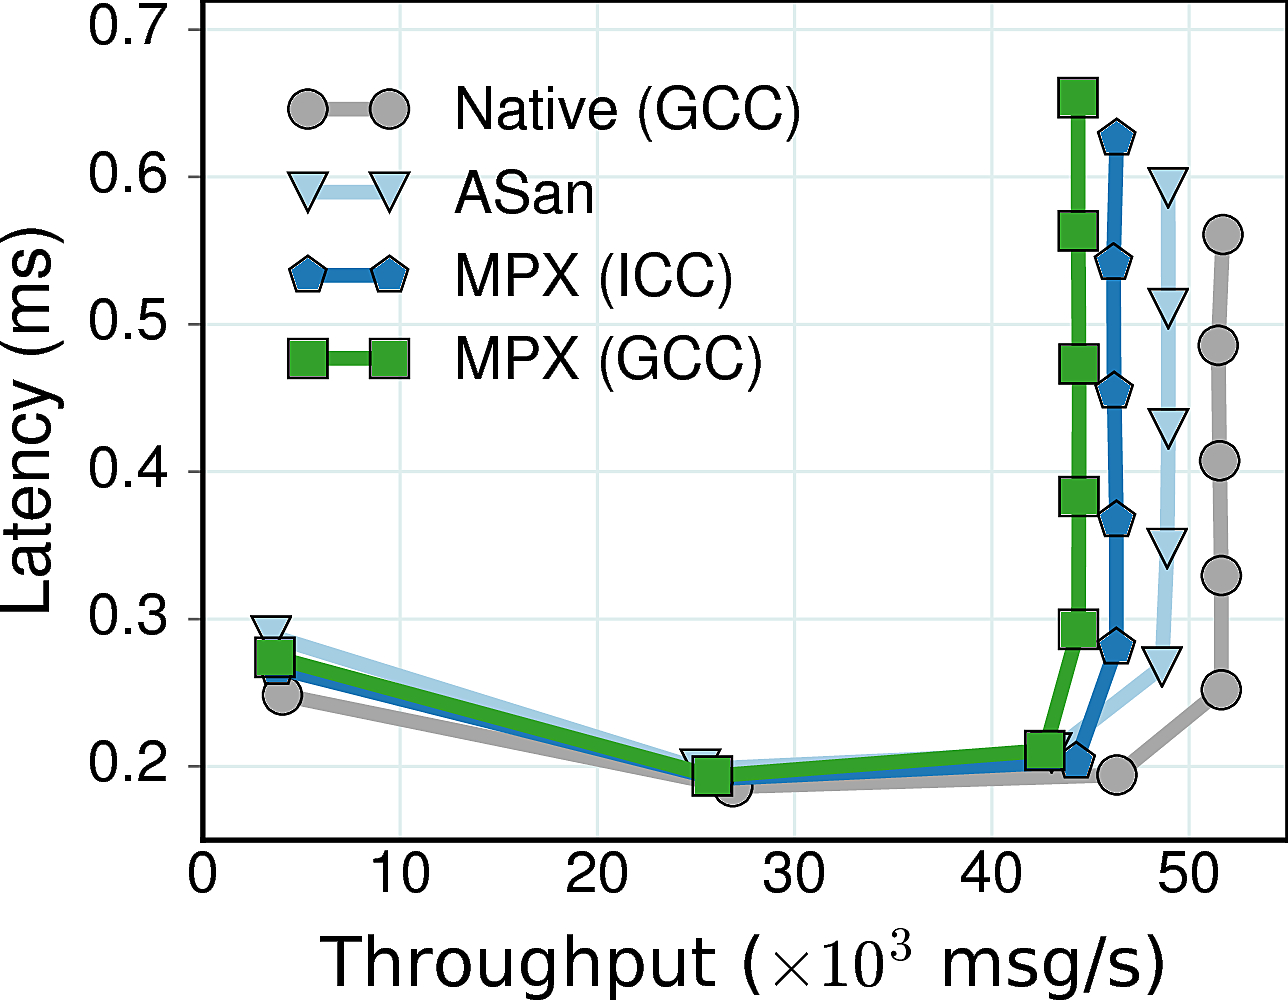 0.7
0.6
0.5
0.4
0.3
0.2
Latency (ms)
Native (GCC)
ASan
MPX (ICC)
MPX (GCC)
0 10 20 30 40 50
Throughput (×10³ msg/s)